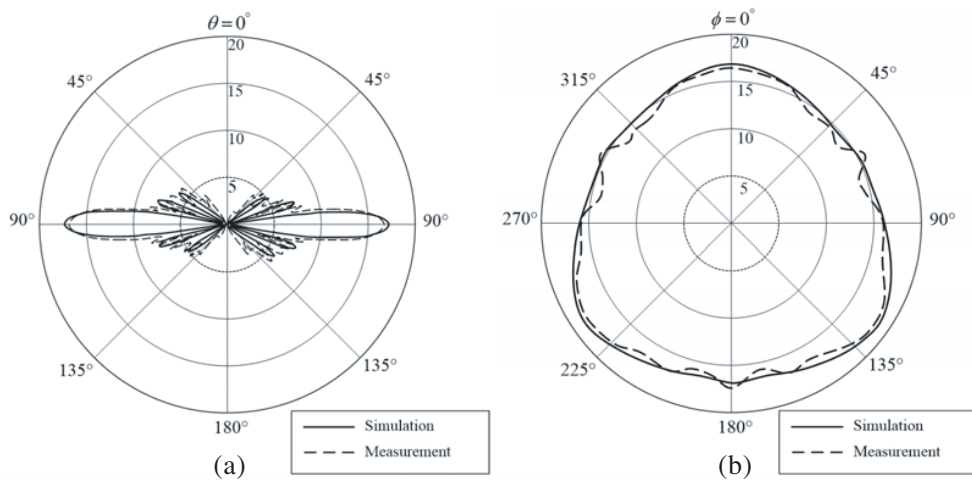 θ = 0°
20
15
10
5
45°
45°
90°
90°
135°
135°
180°
Simulation
Measurement
(a)
ϕ = 0°
20
15
10
5
315°
45°
270°
90°
225°
135°
180°
Simulation
Measurement
(b)